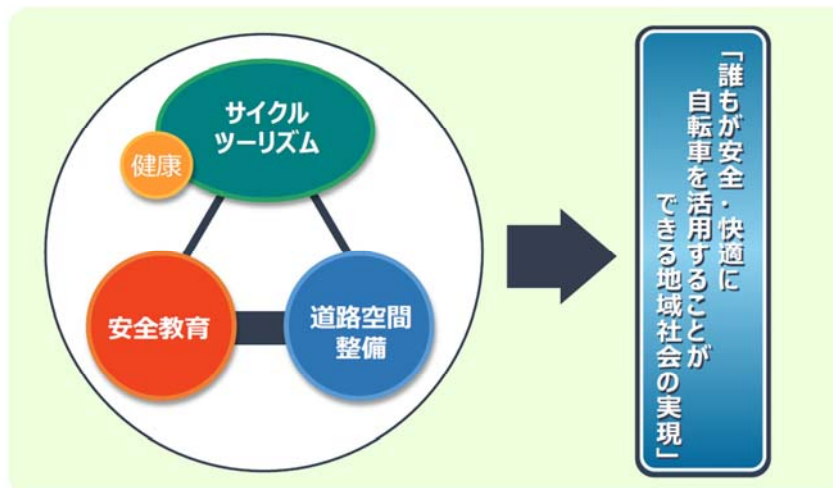 サイクル
ツーリズム
健康
安全教育
道路空間
整備
「誰もが安全・快適に
自転車を活用することが
できる地域社会の実現」